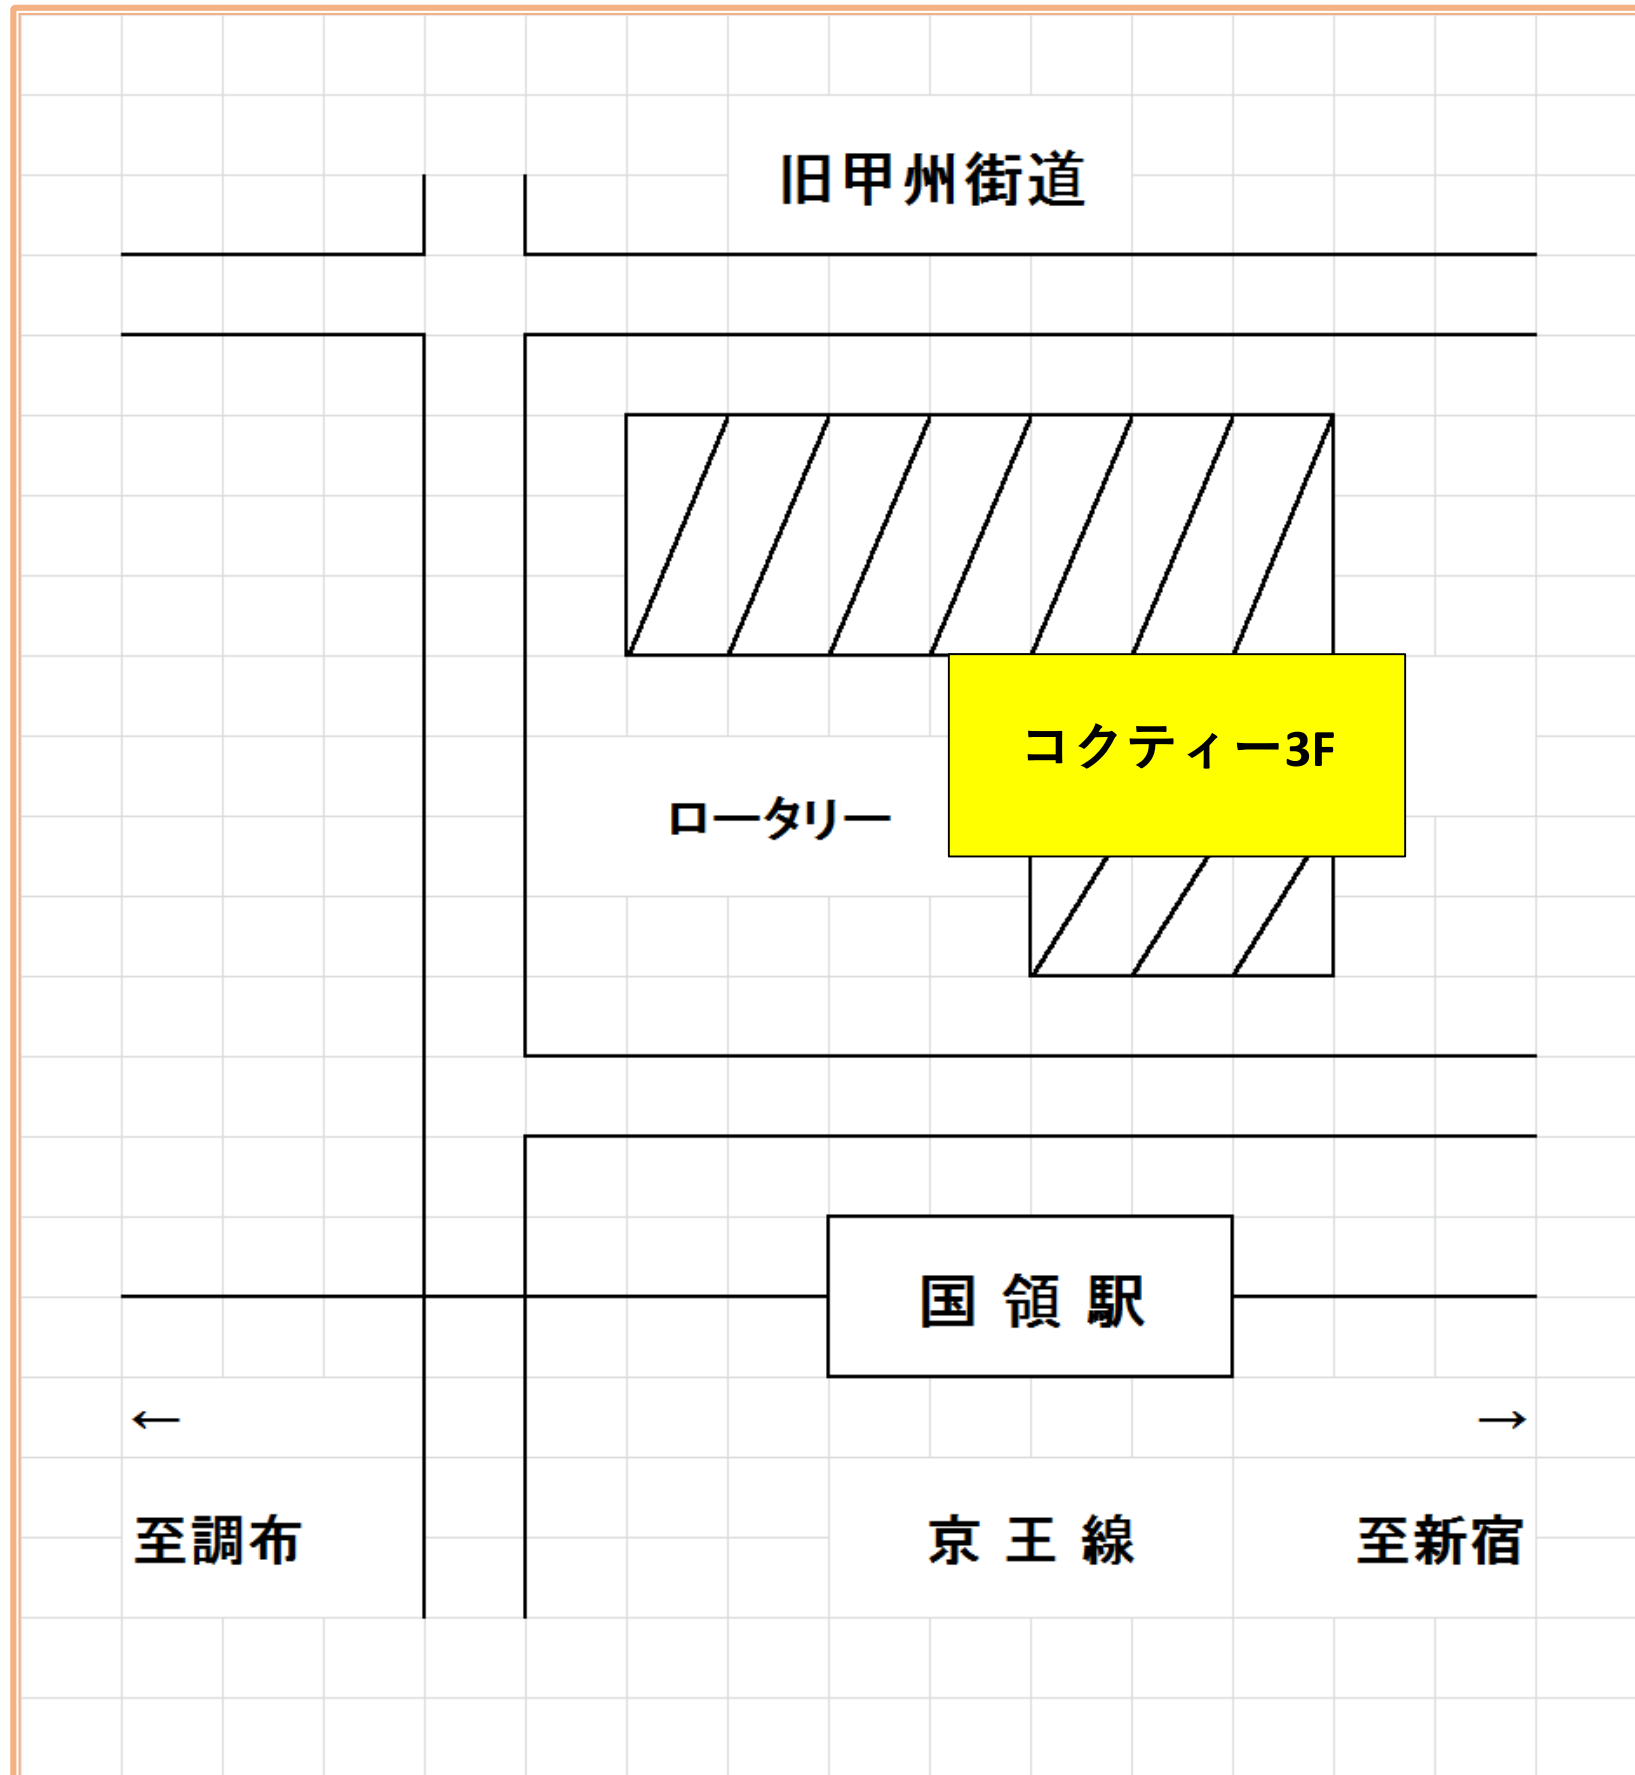 旧甲州街道
コクティー3F
ロータリー
国領駅
← →
至調布 京王線 至新宿